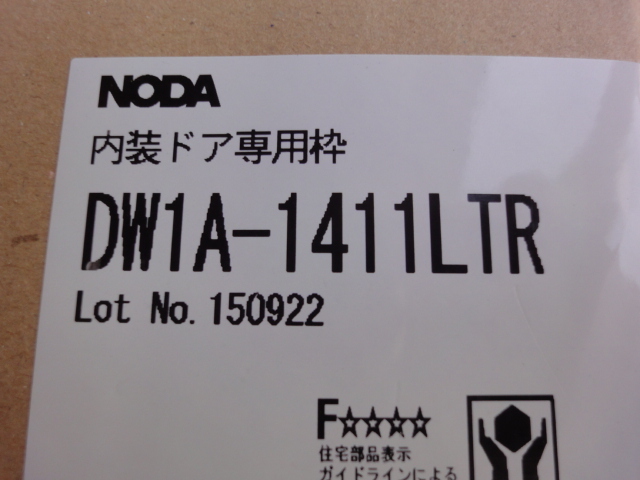 NODA
内装ドア専用枠
DW1A-1411LTR
Lot No. 150922
F☆☆☆☆
住宅部品表示
ガイドラインによる